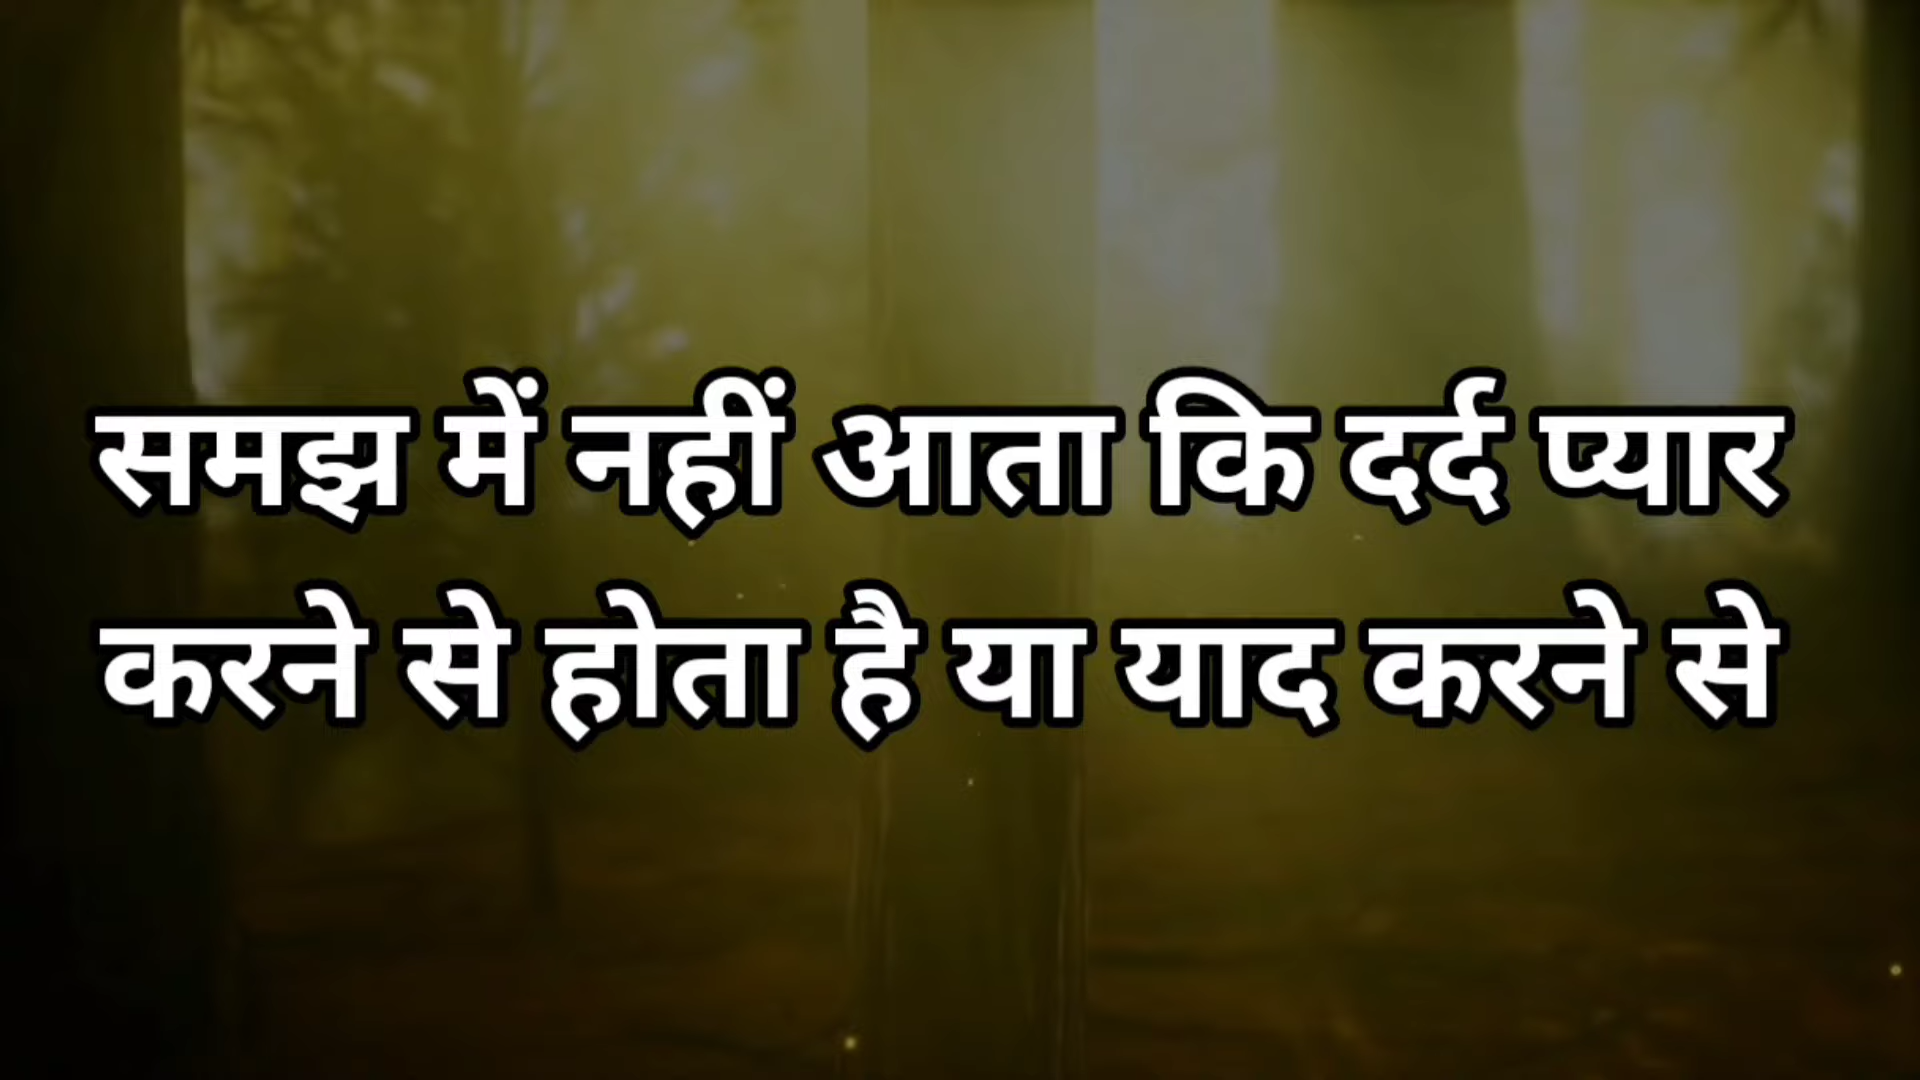 समझ में नहीं आता कि दर्द प्यार
करने से होता है या याद करने से